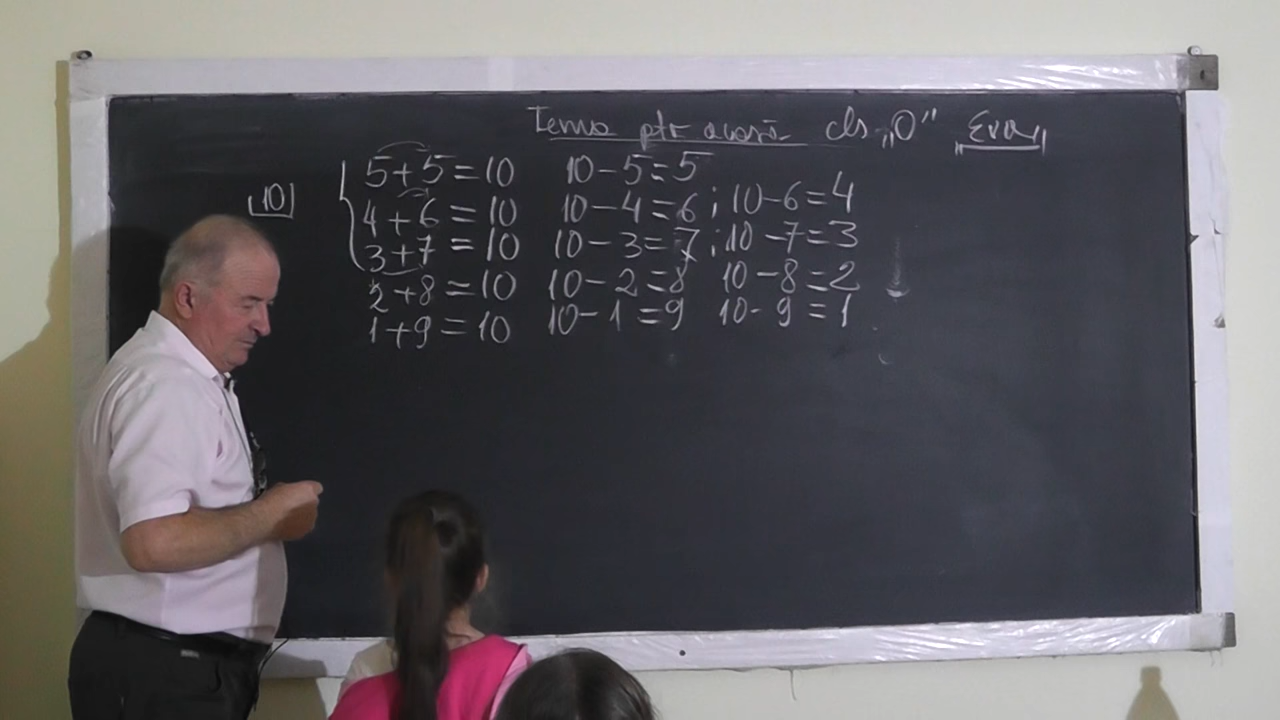 Tema ptr acasă cls „0” „Eva„
10
5+5=10 10-5=5
4+6=10 10-4=6; 10-6=4
3+7=10 10-3=7; 10-7=3
2+8=10 10-2=8 10-8=2
1+9=10 10-1=9 10-9=1